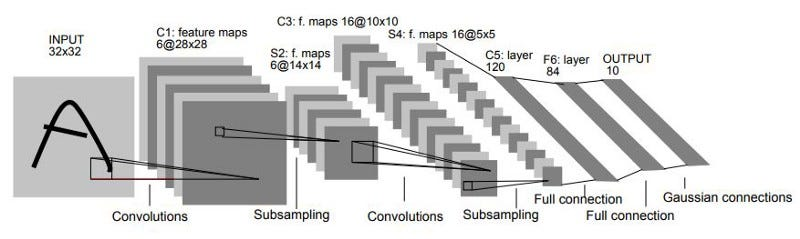 INPUT
32x32
C1: feature maps
6@28x28
S2: f. maps
6@14x14
C3: f. maps 16@10x10
S4: f. maps 16@5x5
C5: layer
120
F6: layer
84
OUTPUT
10
Convolutions
Subsampling
Convolutions
Subsampling
Full connection
Full connection
Gaussian connections